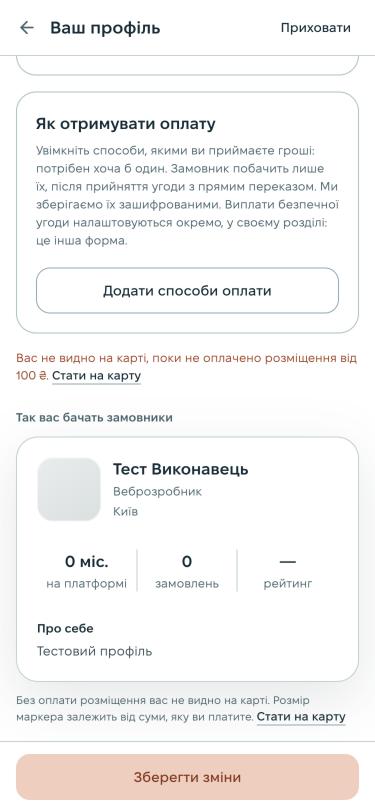 Ваш профіль
Приховати
Як отримувати оплату
Увімкніть способи, якими ви приймаєте гроші:
потрібен хоча б один. Замовник побачить лише
їх, після прийняття угоди з прямим переказом. Ми
зберігаємо їх зашифрованими. Виплати безпечної
угоди налаштовуються окремо, у своєму розділі:
це інша форма.
Додати способи оплати
Вас не видно на карті, поки не оплачено розміщення від
100 ₴. Стати на карту
Так вас бачать замовники
Тест Виконавець
Веброзробник
Київ
0 міс.
на платформі
0
замовлень
—
рейтинг
Про себе
Тестовий профіль
Без оплати розміщення вас не видно на карті. Розмір
маркера залежить від суми, яку ви платите. Стати на карту
Зберегти зміни